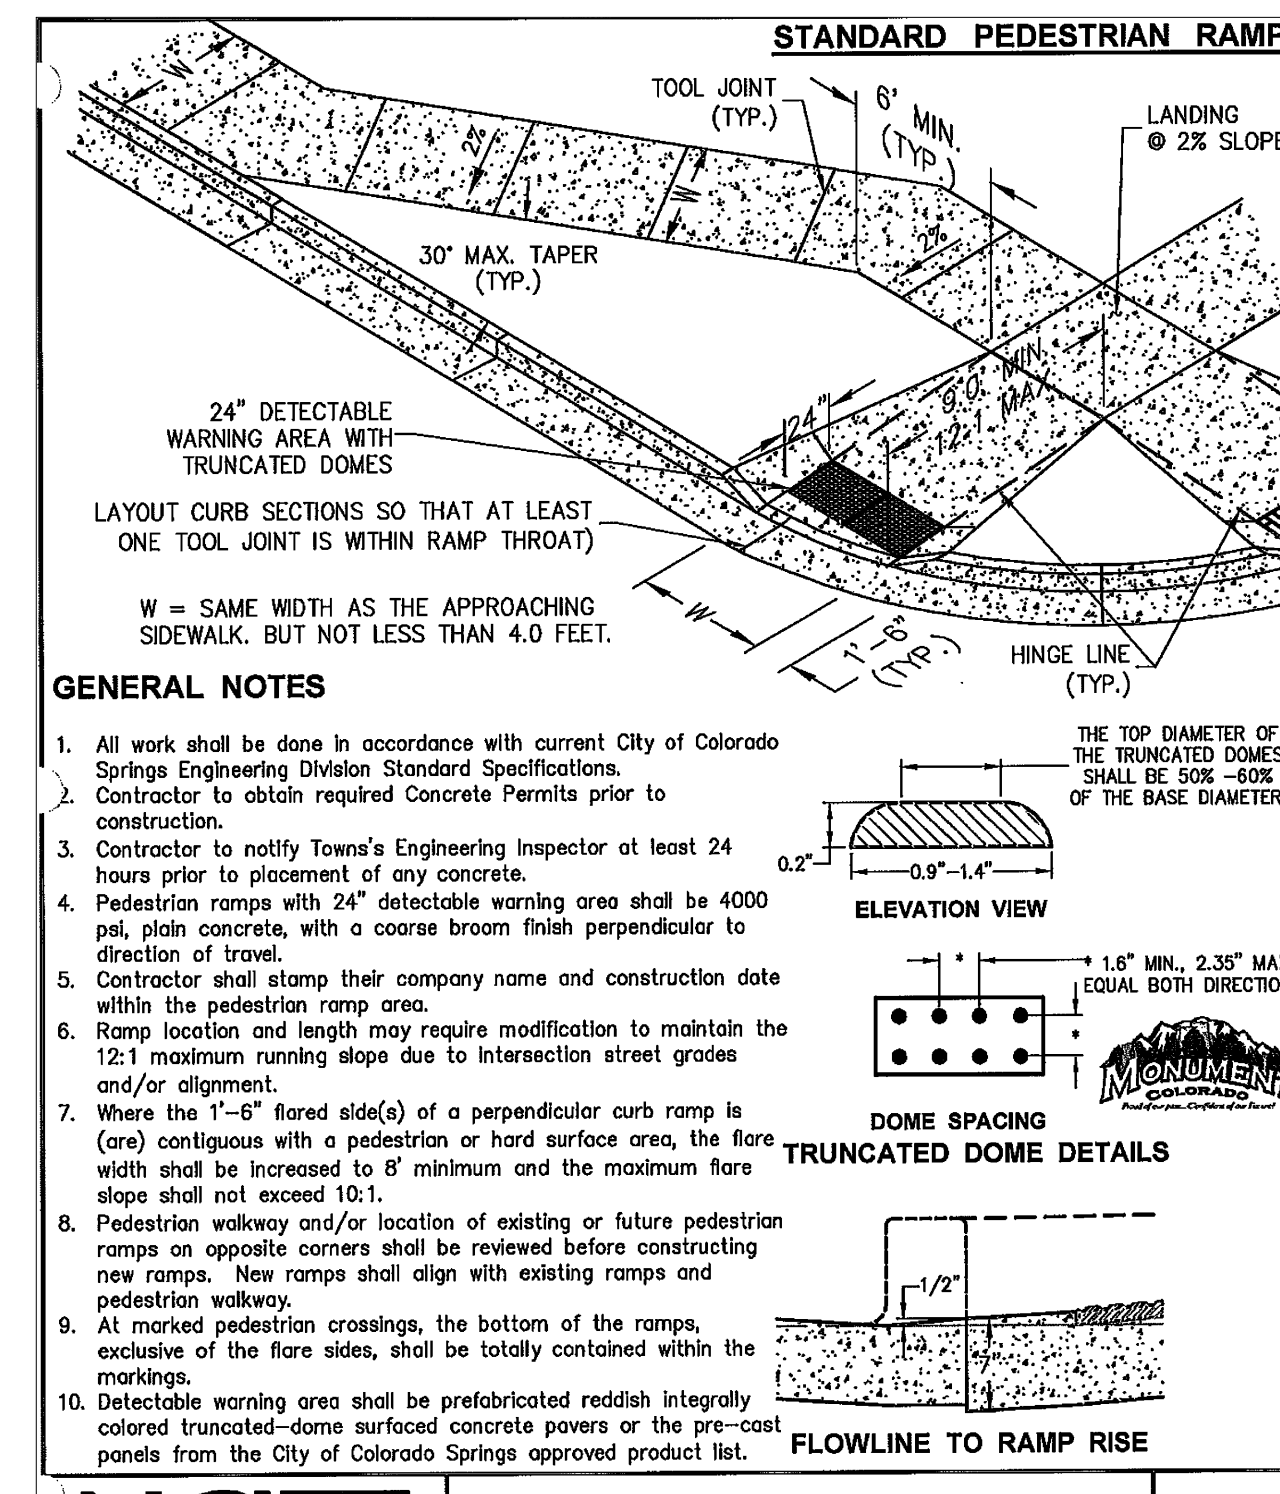 STANDARD PEDESTRIAN RAMP
TOOL JOINT
(TYP.)
6'
MIN.
(TYP.)
LANDING
@ 2% SLOPE
W
2%
W
2%
30° MAX. TAPER
(TYP.)
9.0' MIN.
12:1 MAX
24"
24" DETECTABLE
WARNING AREA WITH
TRUNCATED DOMES
LAYOUT CURB SECTIONS SO THAT AT LEAST
ONE TOOL JOINT IS WITHIN RAMP THROAT)
W = SAME WIDTH AS THE APPROACHING
SIDEWALK. BUT NOT LESS THAN 4.0 FEET.
W
1'-6"
(TYP.)
HINGE LINE
(TYP.)
GENERAL NOTES
1. All work shall be done in accordance with current City of Colorado
Springs Engineering Division Standard Specifications.
2. Contractor to obtain required Concrete Permits prior to
construction.
3. Contractor to notify Towns's Engineering Inspector at least 24
hours prior to placement of any concrete.
4. Pedestrian ramps with 24" detectable warning area shall be 4000
psi, plain concrete, with a coarse broom finish perpendicular to
direction of travel.
5. Contractor shall stamp their company name and construction date
within the pedestrian ramp area.
6. Ramp location and length may require modification to maintain the
12:1 maximum running slope due to intersection street grades
and/or alignment.
7. Where the 1'-6" flared side(s) of a perpendicular curb ramp is
(are) contiguous with a pedestrian or hard surface area, the flare
width shall be increased to 8' minimum and the maximum flare
slope shall not exceed 10:1.
8. Pedestrian walkway and/or location of existing or future pedestrian
ramps on opposite corners shall be reviewed before constructing
new ramps. New ramps shall align with existing ramps and
pedestrian walkway.
9. At marked pedestrian crossings, the bottom of the ramps,
exclusive of the flare sides, shall be totally contained within the
markings.
10. Detectable warning area shall be prefabricated reddish integrally
colored truncated-dome surfaced concrete pavers or the pre-cast
panels from the City of Colorado Springs approved product list.
THE TOP DIAMETER OF
THE TRUNCATED DOMES
SHALL BE 50% -60%
OF THE BASE DIAMETER
0.2"
0.9"-1.4"
ELEVATION VIEW
*
* 1.6" MIN., 2.35" MA
EQUAL BOTH DIRECTIO
*
MONUMENT
COLORADO
DOME SPACING
TRUNCATED DOME DETAILS
1/2"
7"
FLOWLINE TO RAMP RISE